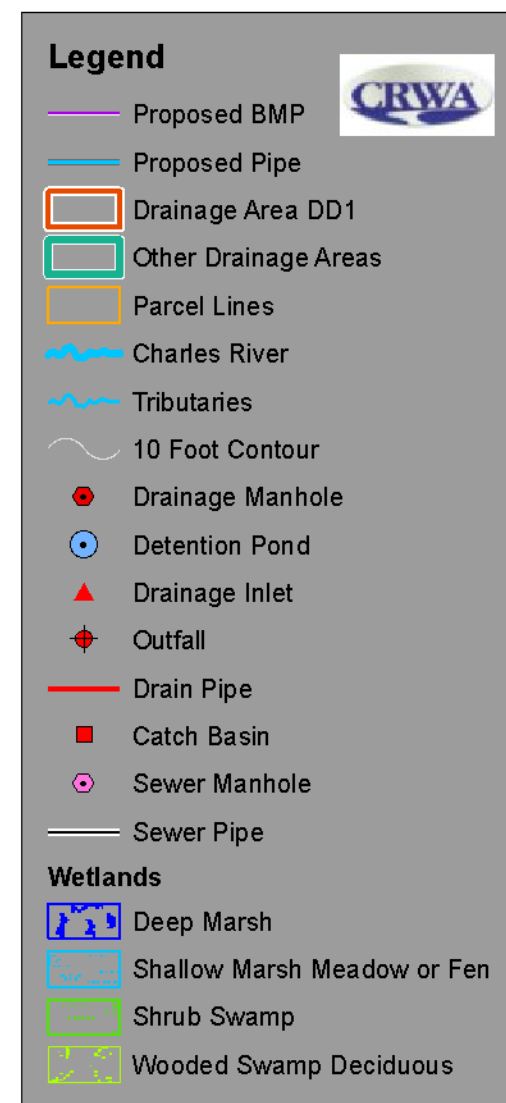 Legend
CRWA
Proposed BMP
Proposed Pipe
Drainage Area DD1
Other Drainage Areas
Parcel Lines
Charles River
Tributaries
10 Foot Contour
Drainage Manhole
Detention Pond
Drainage Inlet
Outfall
Drain Pipe
Catch Basin
Sewer Manhole
Sewer Pipe
Wetlands
Deep Marsh
Shallow Marsh Meadow or Fen
Shrub Swamp
Wooded Swamp Deciduous